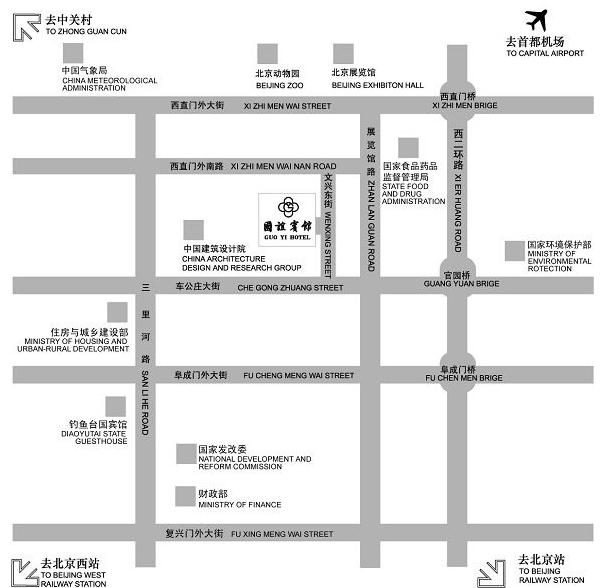 去中关村
TO ZHONG GUAN CUN
去首都机场
TO CAPITAL AIRPORT
中国气象局
CHINA METEOROLOGICAL
ADMINISTRATION
北京动物园
BEIJING ZOO
北京展览馆
BEIJING EXHIBITON HALL
西直门桥
XI ZHI MEN BRIGE
西直门外大街 XI ZHI MEN WAI STREET
展览馆路 ZHAN LAN GUAN ROAD
西二环路 XI ER HUANG ROAD
国家食品药品
监督管理局
STATE FOOD
AND DRUG
ADMINISTRATION
西直门外南路 XI ZHI MEN WAI NAN ROAD
文兴东街 WENXING STREET
國誼賓館
GUO YI HOTEL
中国建筑设计院
CHINA ARCHITECTURE
DESIGN AND RESEARCH GROUP
国家环境保护部
MINISTRY OF
ENVIRONMENTAL
ROTECTION
官园桥
GUANG YUAN BRIGE
车公庄大街 CHE GONG ZHUANG STREET
三里河路 SAN LI HE ROAD
住房与城乡建设部
MINISTRY OF HOUSING AND
URBAN-RURAL DEVELOPMENT
阜成门桥
FU CHEN MEN BRIGE
阜成门外大街 FU CHENG MENG WAI STREET
钓鱼台国宾馆
DIAOYUTAI STATE
GUESTHOUSE
国家发改委
NATIONAL DEVELOPMENT AND
REFORM COMMISSION
财政部
MINISTRY OF FINANCE
复兴门外大街 FU XING MENG WAI STREET
去北京西站
TO BEIJING WEST
RAILWAY STATION
去北京站
TO BEIJING
RAILWAY STATION